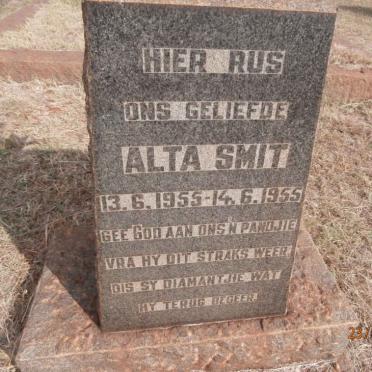 HIER RUS
ONS GELIEFDE
ALTA SMIT
13.6.1955-14.6.1955
GEE GOD AAN ONS 'N PANDJIE
VRA HY DIT STRAKS WEER,
DIS SY DIAMANTJIE WAT
HY TERUG BEGEER.
23/